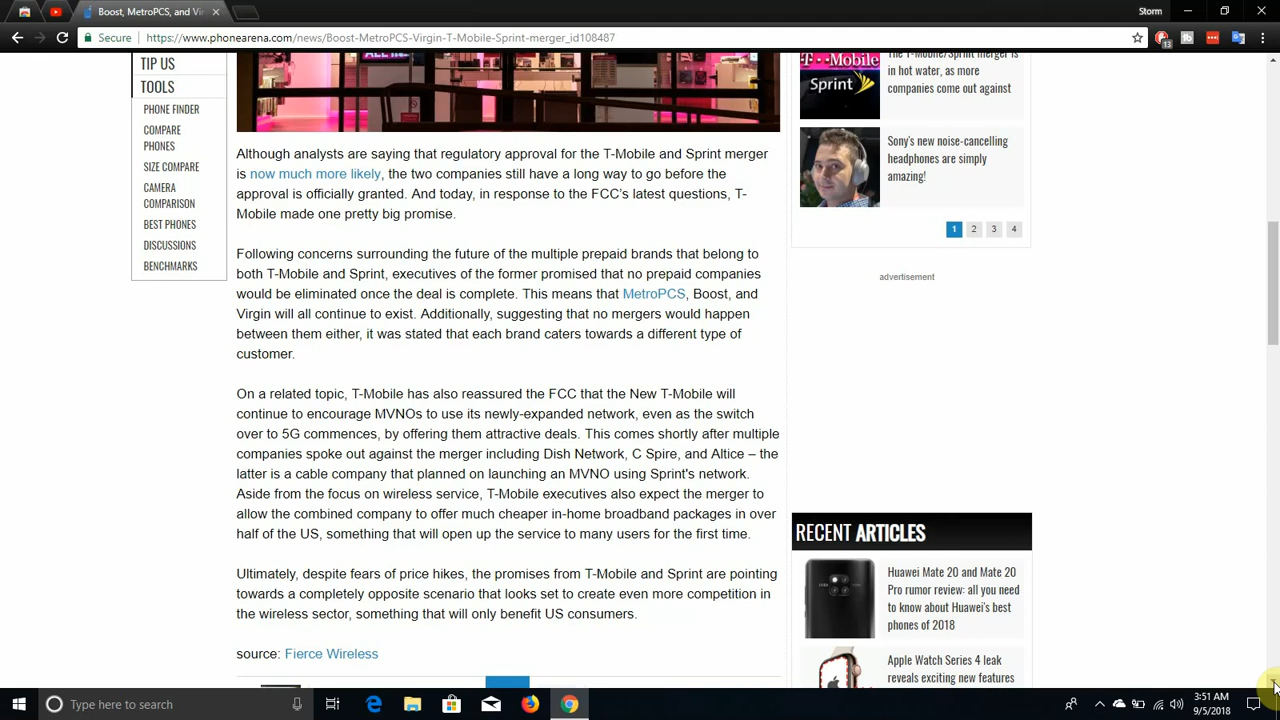 Boost, MetroPCS, and Vir
Storm
Secure
https://www.phonearena.com/news/Boost-MetroPCS-Virgin-T-Mobile-Sprint-merger_id108487
13
TIP US
TOOLS
PHONE FINDER
COMPARE
PHONES
SIZE COMPARE
CAMERA
COMPARISON
BEST PHONES
DISCUSSIONS
BENCHMARKS
Although analysts are saying that regulatory approval for the T-Mobile and Sprint merger
is now much more likely, the two companies still have a long way to go before the
approval is officially granted. And today, in response to the FCC's latest questions, T-
Mobile made one pretty big promise.
Following concerns surrounding the future of the multiple prepaid brands that belong to
both T-Mobile and Sprint, executives of the former promised that no prepaid companies
would be eliminated once the deal is complete. This means that MetroPCS, Boost, and
Virgin will all continue to exist. Additionally, suggesting that no mergers would happen
between them either, it was stated that each brand caters towards a different type of
customer.
On a related topic, T-Mobile has also reassured the FCC that the New T-Mobile will
continue to encourage MVNOs to use its newly-expanded network, even as the switch
over to 5G commences, by offering them attractive deals. This comes shortly after multiple
companies spoke out against the merger including Dish Network, C Spire, and Altice – the
latter is a cable company that planned on launching an MVNO using Sprint's network.
Aside from the focus on wireless service, T-Mobile executives also expect the merger to
allow the combined company to offer much cheaper in-home broadband packages in over
half of the US, something that will open up the service to many users for the first time.
Ultimately, despite fears of price hikes, the promises from T-Mobile and Sprint are pointing
towards a completely opposite scenario that looks set to create even more competition in
the wireless sector, something that will only benefit US consumers.
source: Fierce Wireless
T-Mobile
Sprint
The T-Mobile/Sprint merger is
in hot water, as more
companies come out against
Sony's new noise-cancelling
headphones are simply
amazing!
1 2 3 4
advertisement
RECENT ARTICLES
Huawei Mate 20 and Mate 20
Pro rumor review: all you need
to know about Huawei's best
phones of 2018
Apple Watch Series 4 leak
reveals exciting new features
Type here to search
3:51 AM
9/5/2018